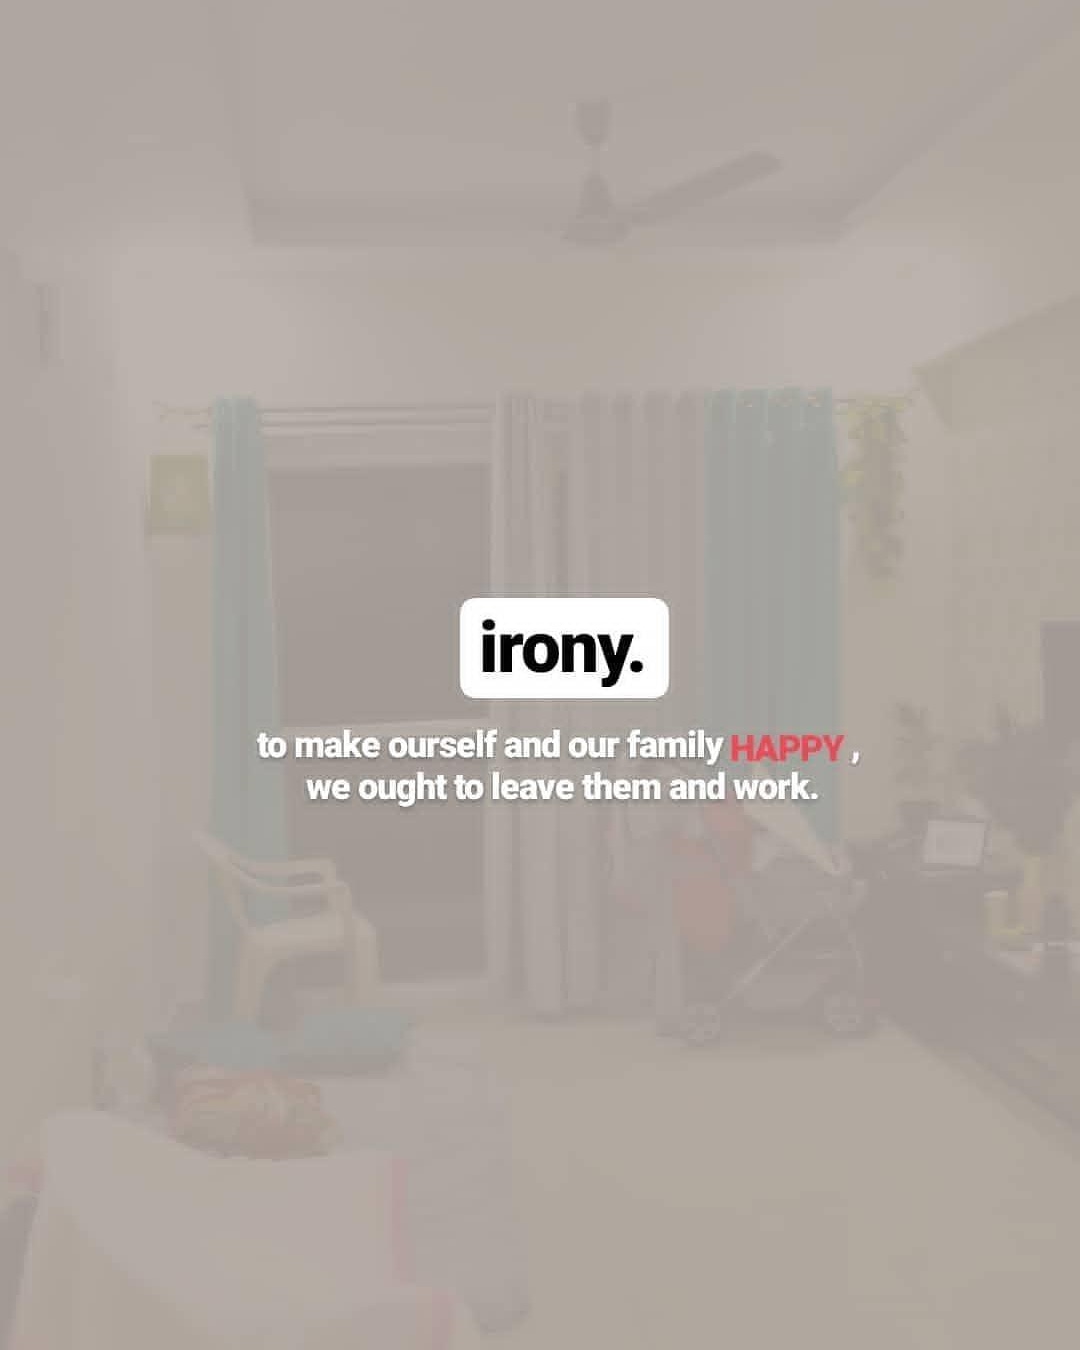 irony.
to make ourself and our family HAPPY ,
we ought to leave them and work.